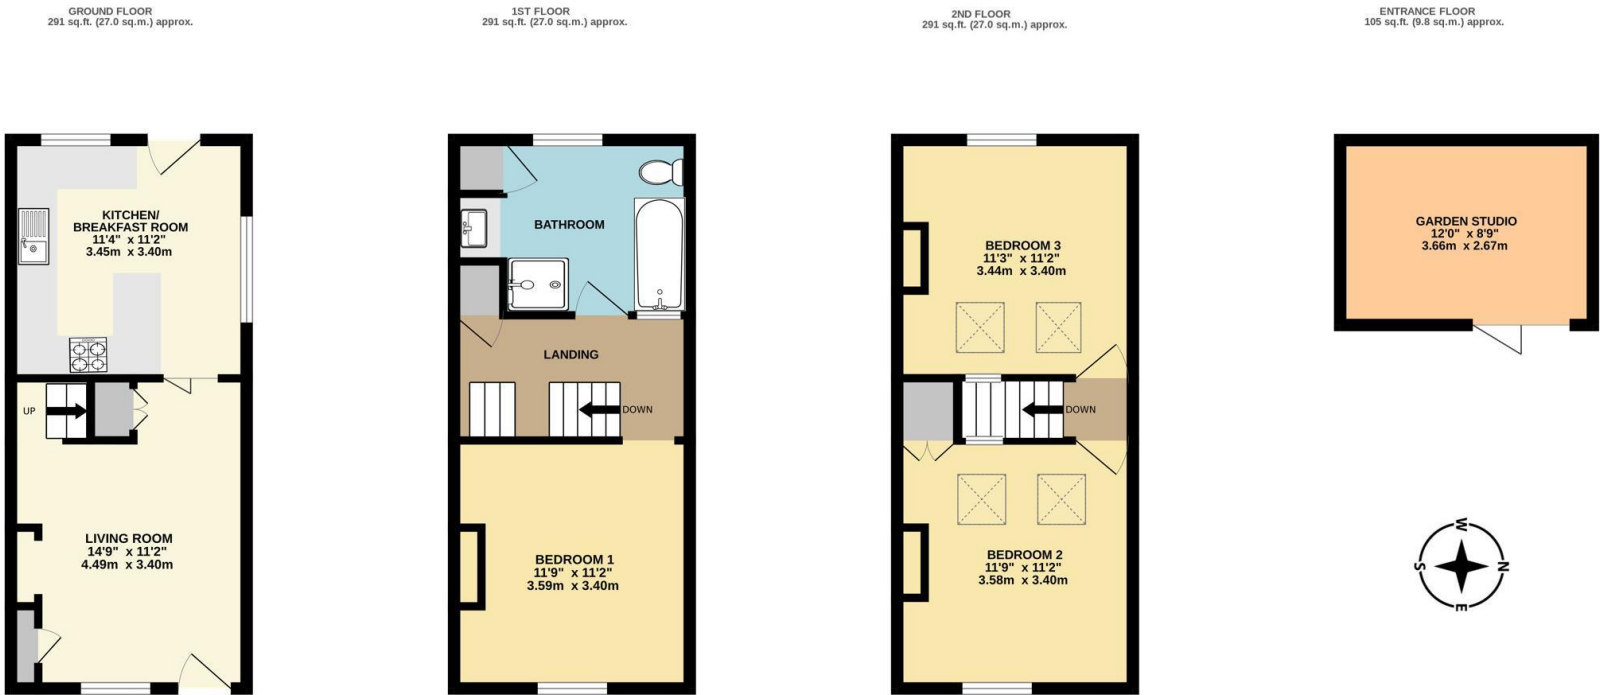 GROUND FLOOR
291 sq.ft. (27.0 sq.m.) approx.
1ST FLOOR
291 sq.ft. (27.0 sq.m.) approx.
2ND FLOOR
291 sq.ft. (27.0 sq.m.) approx.
ENTRANCE FLOOR
105 sq.ft. (9.8 sq.m.) approx.
KITCHEN/
BREAKFAST ROOM
11'4" x 11'2"
3.45m x 3.40m
UP
LIVING ROOM
14'9" x 11'2"
4.49m x 3.40m
BATHROOM
LANDING
DOWN
BEDROOM 1
11'9" x 11'2"
3.59m x 3.40m
BEDROOM 3
11'3" x 11'2"
3.44m x 3.40m
DOWN
BEDROOM 2
11'9" x 11'2"
3.58m x 3.40m
GARDEN STUDIO
12'0" x 8'9"
3.66m x 2.67m
W
S
N
E